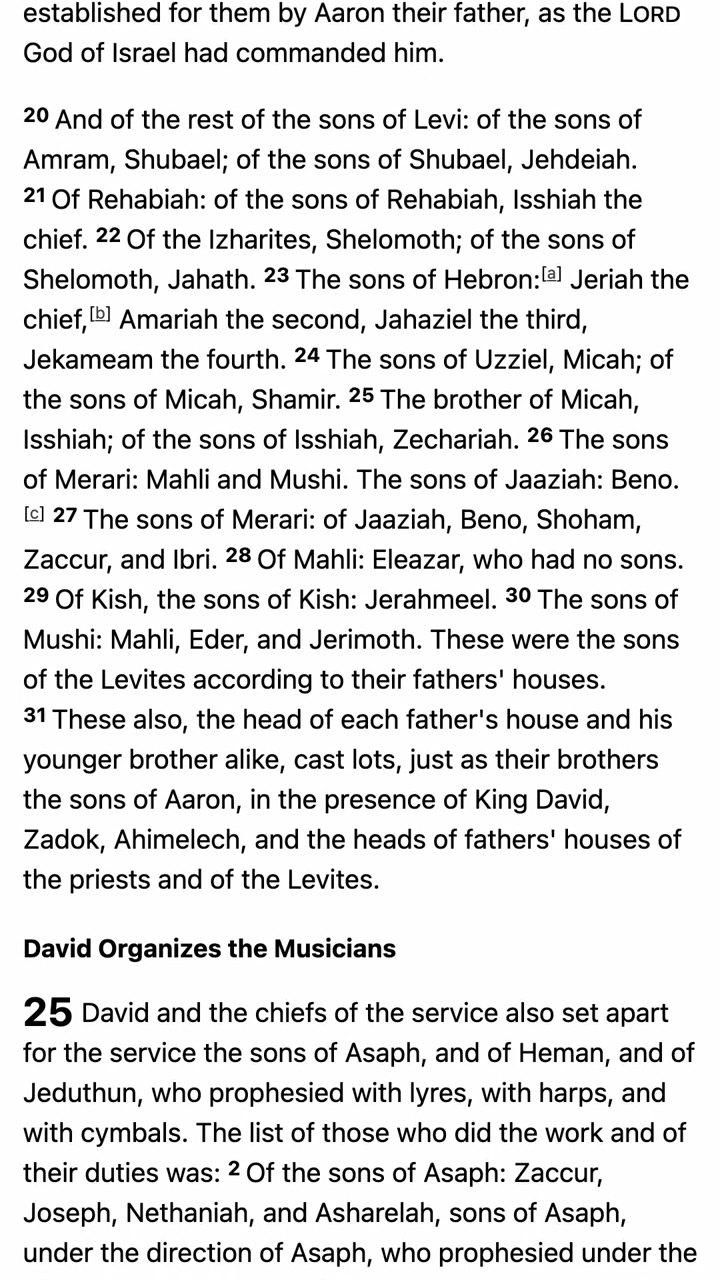 established for them by Aaron their father, as the LORD
God of Israel had commanded him.
20 And of the rest of the sons of Levi: of the sons of
Amram, Shubael; of the sons of Shubael, Jehdeiah.
21 Of Rehabiah: of the sons of Rehabiah, Isshiah the
chief. 22 Of the Izharites, Shelomoth; of the sons of
Shelomoth, Jahath. 23 The sons of Hebron:[a] Jeriah the
chief,[b] Amariah the second, Jahaziel the third,
Jekameam the fourth. 24 The sons of Uzziel, Micah; of
the sons of Micah, Shamir. 25 The brother of Micah,
Isshiah; of the sons of Isshiah, Zechariah. 26 The sons
of Merari: Mahli and Mushi. The sons of Jaaziah: Beno.
[c] 27 The sons of Merari: of Jaaziah, Beno, Shoham,
Zaccur, and Ibri. 28 Of Mahli: Eleazar, who had no sons.
29 Of Kish, the sons of Kish: Jerahmeel. 30 The sons of
Mushi: Mahli, Eder, and Jerimoth. These were the sons
of the Levites according to their fathers' houses.
31 These also, the head of each father's house and his
younger brother alike, cast lots, just as their brothers
the sons of Aaron, in the presence of King David,
Zadok, Ahimelech, and the heads of fathers' houses of
the priests and of the Levites.
David Organizes the Musicians
25 David and the chiefs of the service also set apart
for the service the sons of Asaph, and of Heman, and of
Jeduthun, who prophesied with lyres, with harps, and
with cymbals. The list of those who did the work and of
their duties was: 2 Of the sons of Asaph: Zaccur,
Joseph, Nethaniah, and Asharelah, sons of Asaph,
under the direction of Asaph, who prophesied under the